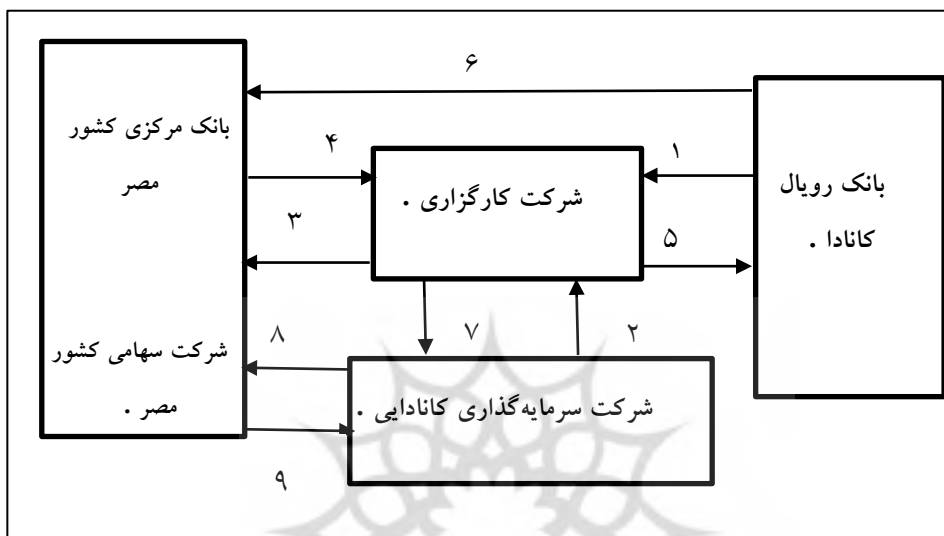 ۶
بانک مرکزی کشور
مصر
۴
۱
بانک رویال
کانادا .
شرکت کارگزاری .
۳
۵
۸
۷
۲
شرکت سهامی کشور
مصر .
شرکت سرمایه‌گذاری کانادایی .
۹